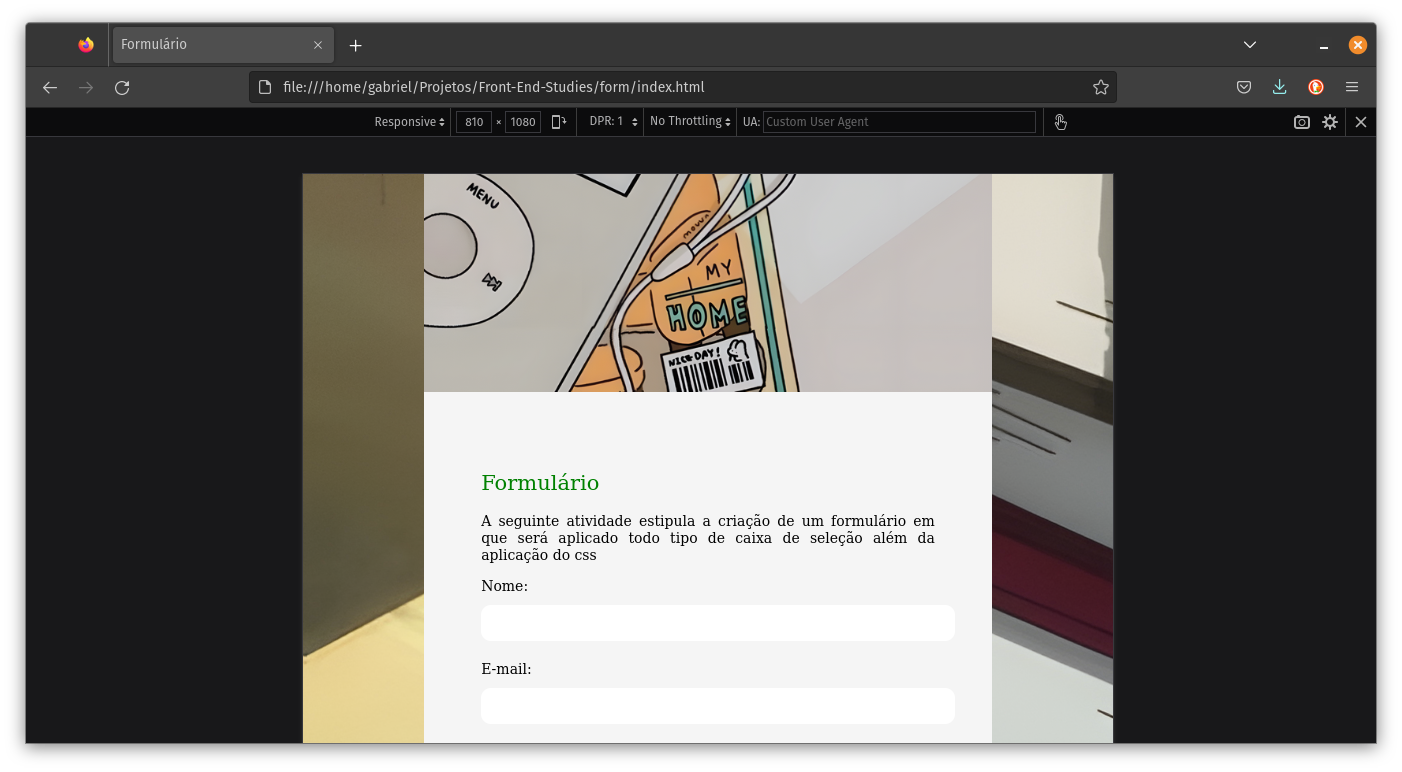 Formulário
file:///home/gabriel/Projetos/Front-End-Studies/form/index.html
Responsive 810 × 1080 DPR: 1 No Throttling UA: Custom User Agent
MENU
MY
HOME
NICE DAY!
Formulário
A seguinte atividade estipula a criação de um formulário em
que será aplicado todo tipo de caixa de seleção além da
aplicação do css
Nome:
E-mail: